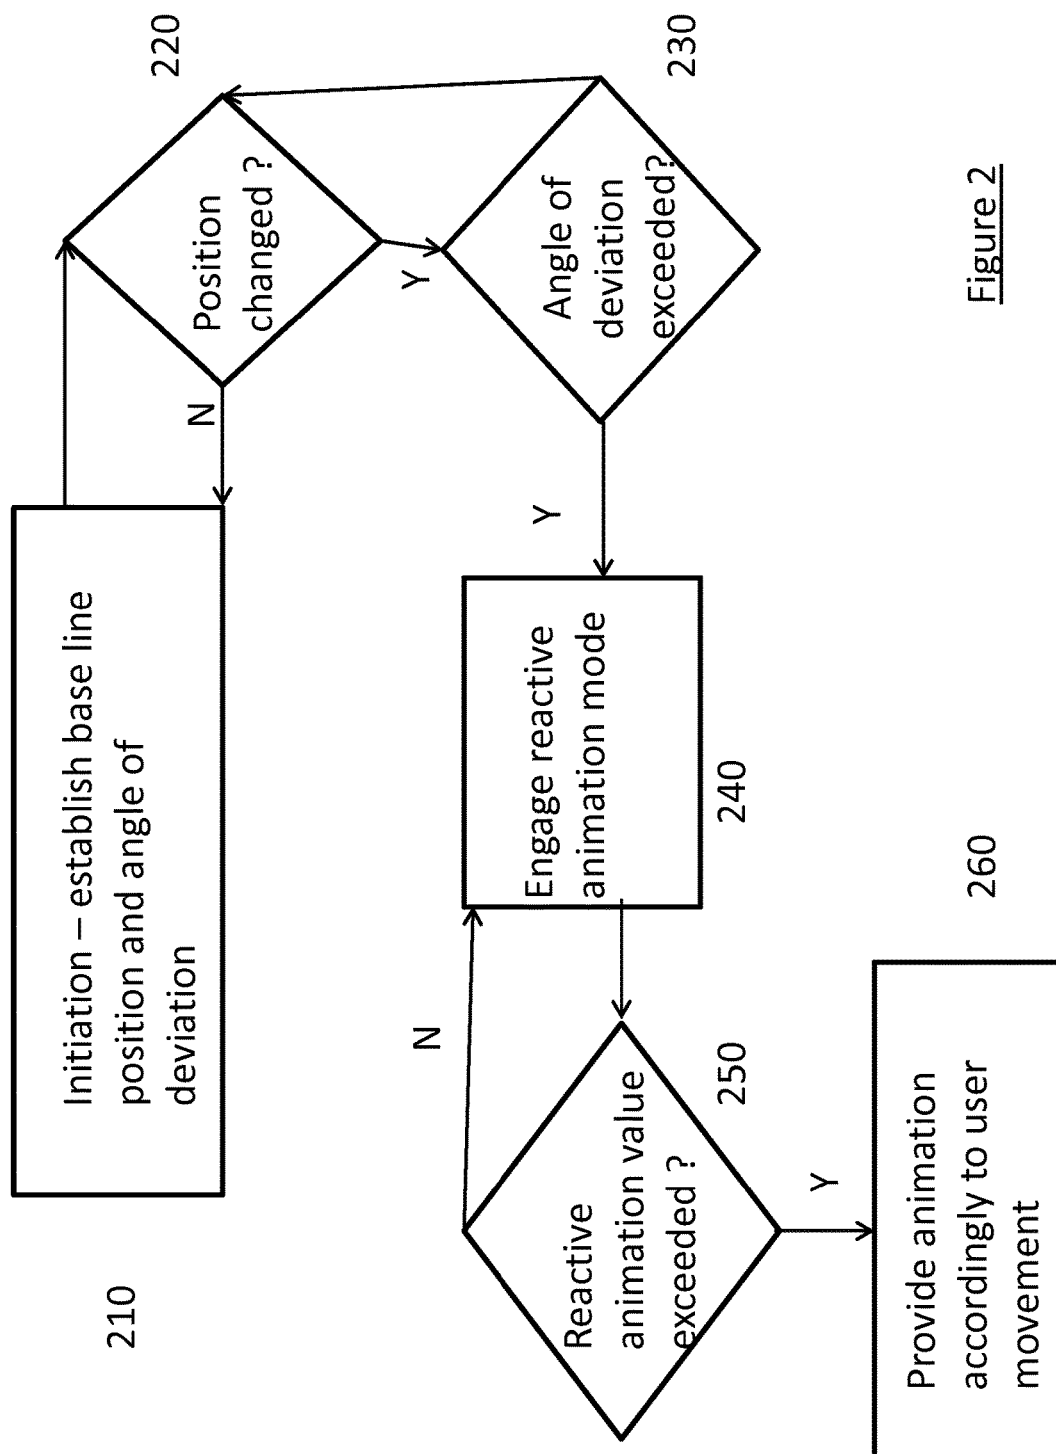 210
Initiation – establish base line
position and angle of
deviation
220
Position
changed ?
N
Y
230
Angle of
deviation
exceeded?
Y
240
Engage reactive
animation mode
250
Reactive
animation value
exceeded ?
N
Y
260
Provide animation
accordingly to user
movement
Figure 2